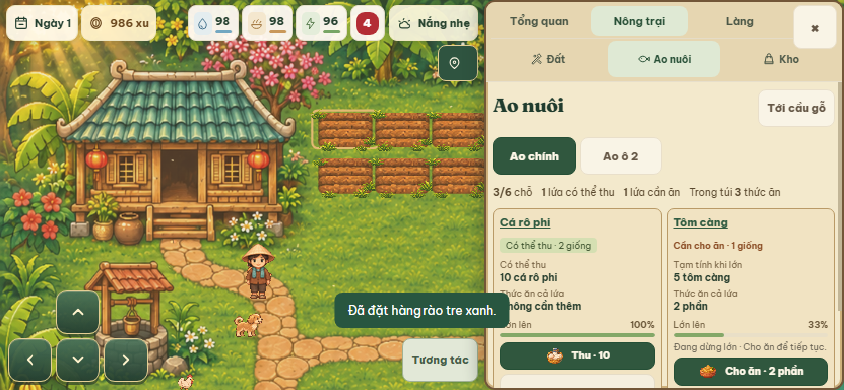 Ngày 1
986 xu
98
98
96
4
Nắng nhẹ
Tổng quan
Nông trại
Làng
Đất
Ao nuôi
Kho
Ao nuôi
Tới cầu gỗ
Ao chính
Ao ô 2
3/6 chỗ 1 lứa có thể thu 1 lứa cần ăn Trong túi 3 thức ăn
Cá rô phi
Có thể thu · 2 giống
Có thể thu
10 cá rô phi
Thức ăn cả lứa
không cần thêm
Lớn lên 100%
Thu · 10
Tôm càng
Cần cho ăn · 1 giống
Tạm tính khi lớn
5 tôm càng
Thức ăn cả lứa
2 phần
Lớn lên 33%
Đang dừng lớn · Cho ăn để tiếp tục.
Cho ăn · 2 phần
Đã đặt hàng rào tre xanh.
Tương tác